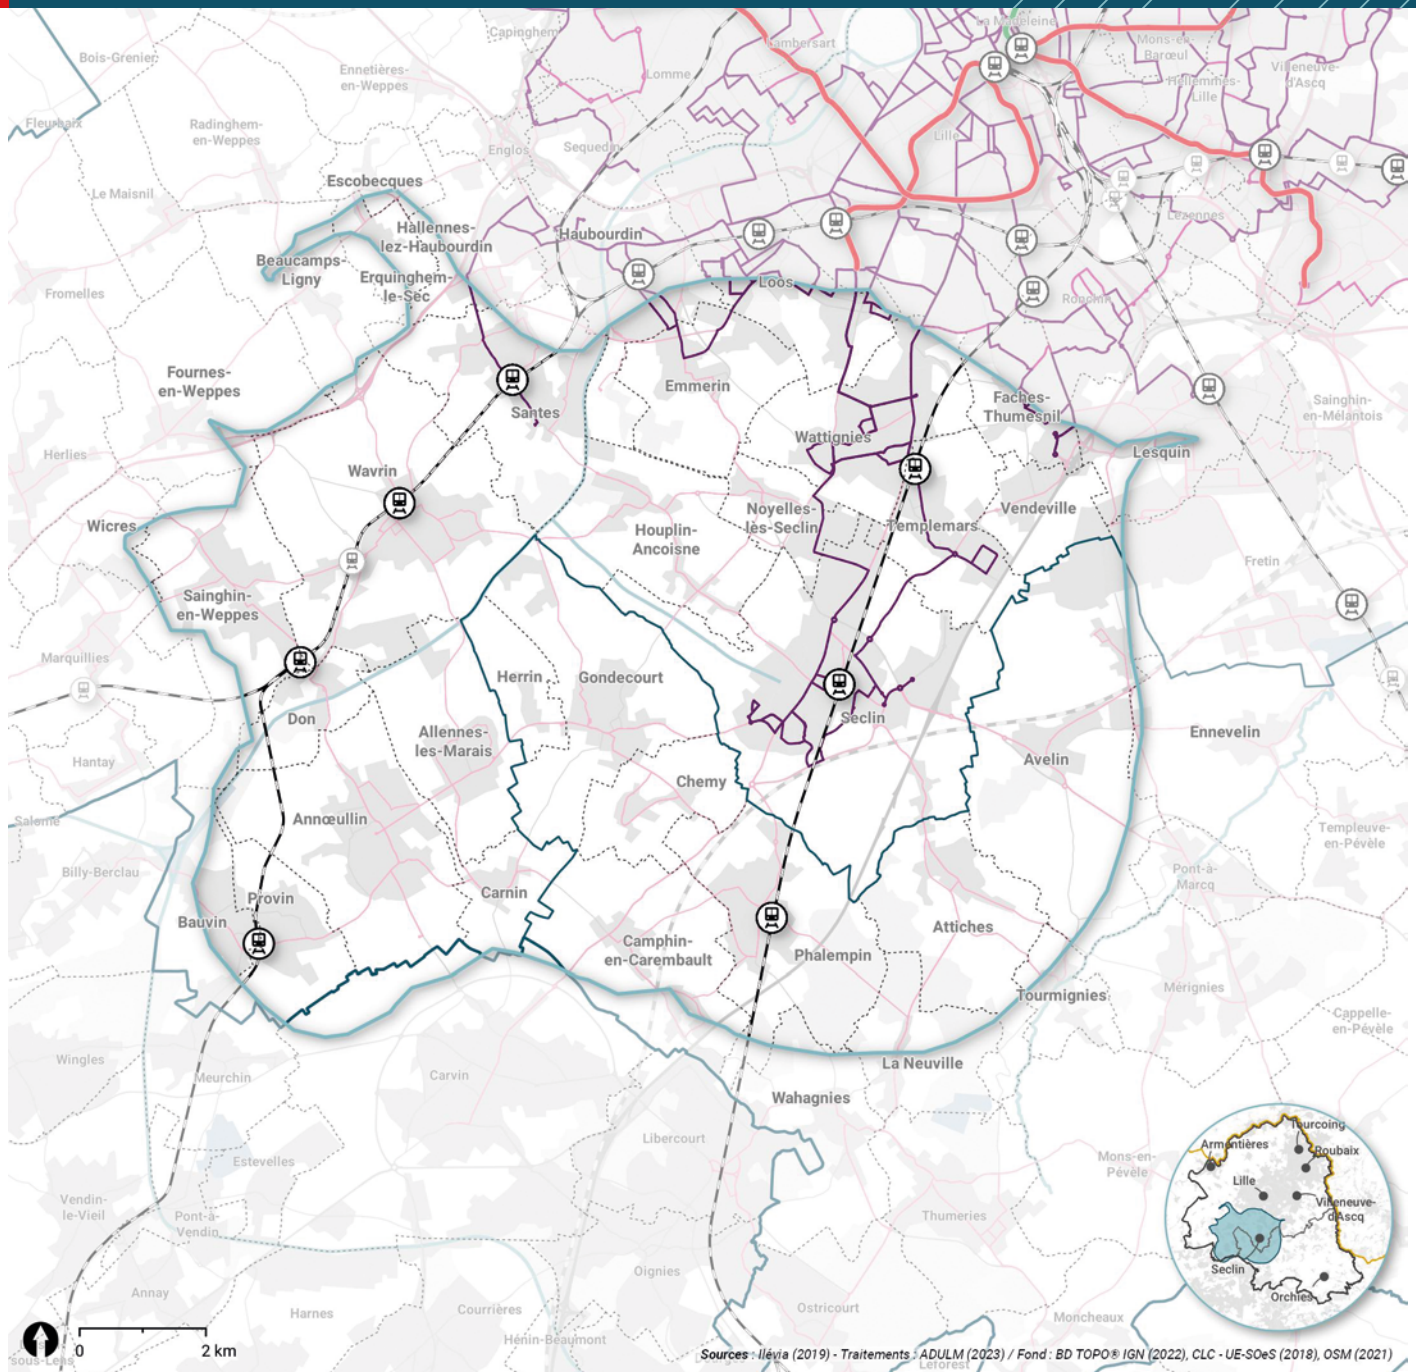 La Madeleine
Capinghem
Lambersart
Mons-en-
Barœul
Bois-Grenier
Ennetières-
en-Weppes
Lomme
Hellemmes-
Lille
Villeneuve-
d'Ascq
Fleurbaix
Radinghem-
en-Weppes
Englos
Sequedin
Lille
Le Maisnil
Escobecques
Lezennes
Hallennes-
lez-Haubourdin
Haubourdin
Beaucamps-
Ligny
Erquinghem-
le-Sec
Loos
Fromelles
Ronchin
Fournes-
en-Weppes
Emmerin
Santes
Faches-
Thumesnil
Sainghin-
en-Mélantois
Wattignies
Herlies
Wavrin
Lesquin
Wicres
Noyelles-
lès-Seclin
Vendeville
Templemars
Houplin-
Ancoisne
Fretin
Sainghin-
en-Weppes
Marquillies
Herrin
Gondecourt
Don
Seclin
Allennes-
les-Marais
Ennevelin
Hantay
Avelin
Chemy
Salomé
Annœullin
Templeuve-
en-Pévèle
Billy-Berclau
Pont-à-
Marcq
Carnin
Provin
Bauvin
Camphin-
en-Carembault
Attiches
Phalempin
Tourmignies
Mérignies
Cappelle-
en-Pévèle
Wingles
Meurchin
Carvin
La Neuville
Wahagnies
Libercourt
Estevelles
Mons-en-
Pévèle
Vendin-
le-Vieil
Pont-à-
Vendin
Thumeries
Oignies
Annay
Harnes
Courrières
Ostricourt
Moncheaux
Hénin-Beaumont
Leforest
Tourcoing
Armentières
Roubaix
Lille
Villeneuve-
d'Ascq
Seclin
Orchies
0 2 km
Sources : Ilévia (2019) - Traitements : ADULM (2023) / Fond : BD TOPO® IGN (2022), CLC - UE-SOeS (2018), OSM (2021)